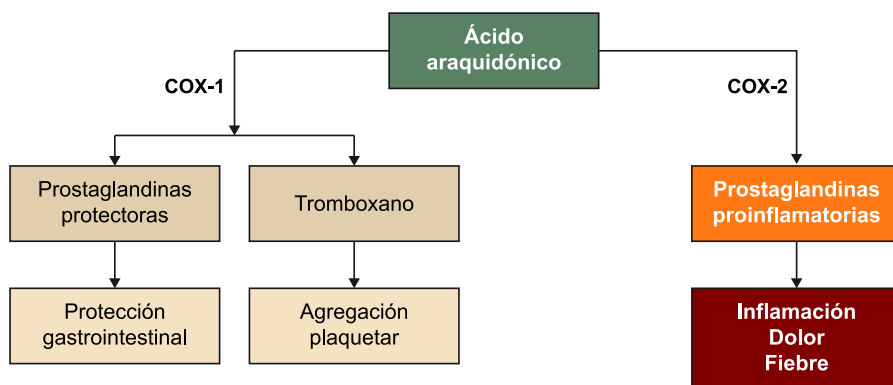 Ácido
araquidónico
COX-1
COX-2
Prostaglandinas
protectoras
Tromboxano
Prostaglandinas
proinflamatorias
Protección
gastrointestinal
Agregación
plaquetar
Inflamación
Dolor
Fiebre